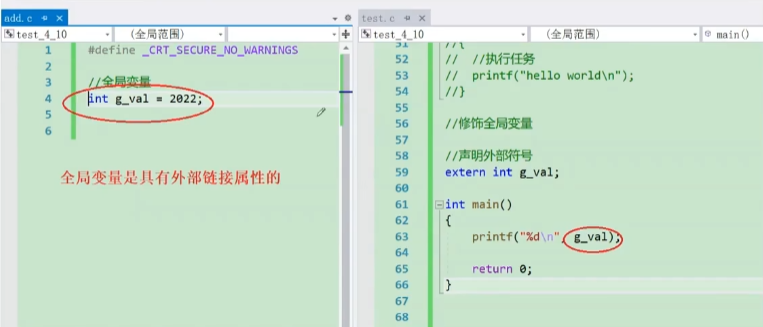 add.c
test_4_10
(全局范围)
1 #define _CRT_SECURE_NO_WARNINGS
2
3 //全局变量
4 int g_val = 2022;
5
6
全局变量是具有外部链接属性的
test.c
test_4_10
(全局范围)
main()
51 //{
52 // //执行任务
53 // printf("hello world\n");
54 //}
55
56 //修饰全局变量
57
58 //声明外部符号
59 extern int g_val;
60
61 int main()
62 {
63 printf("%d\n", g_val);
64
65 return 0;
66 }
67
68